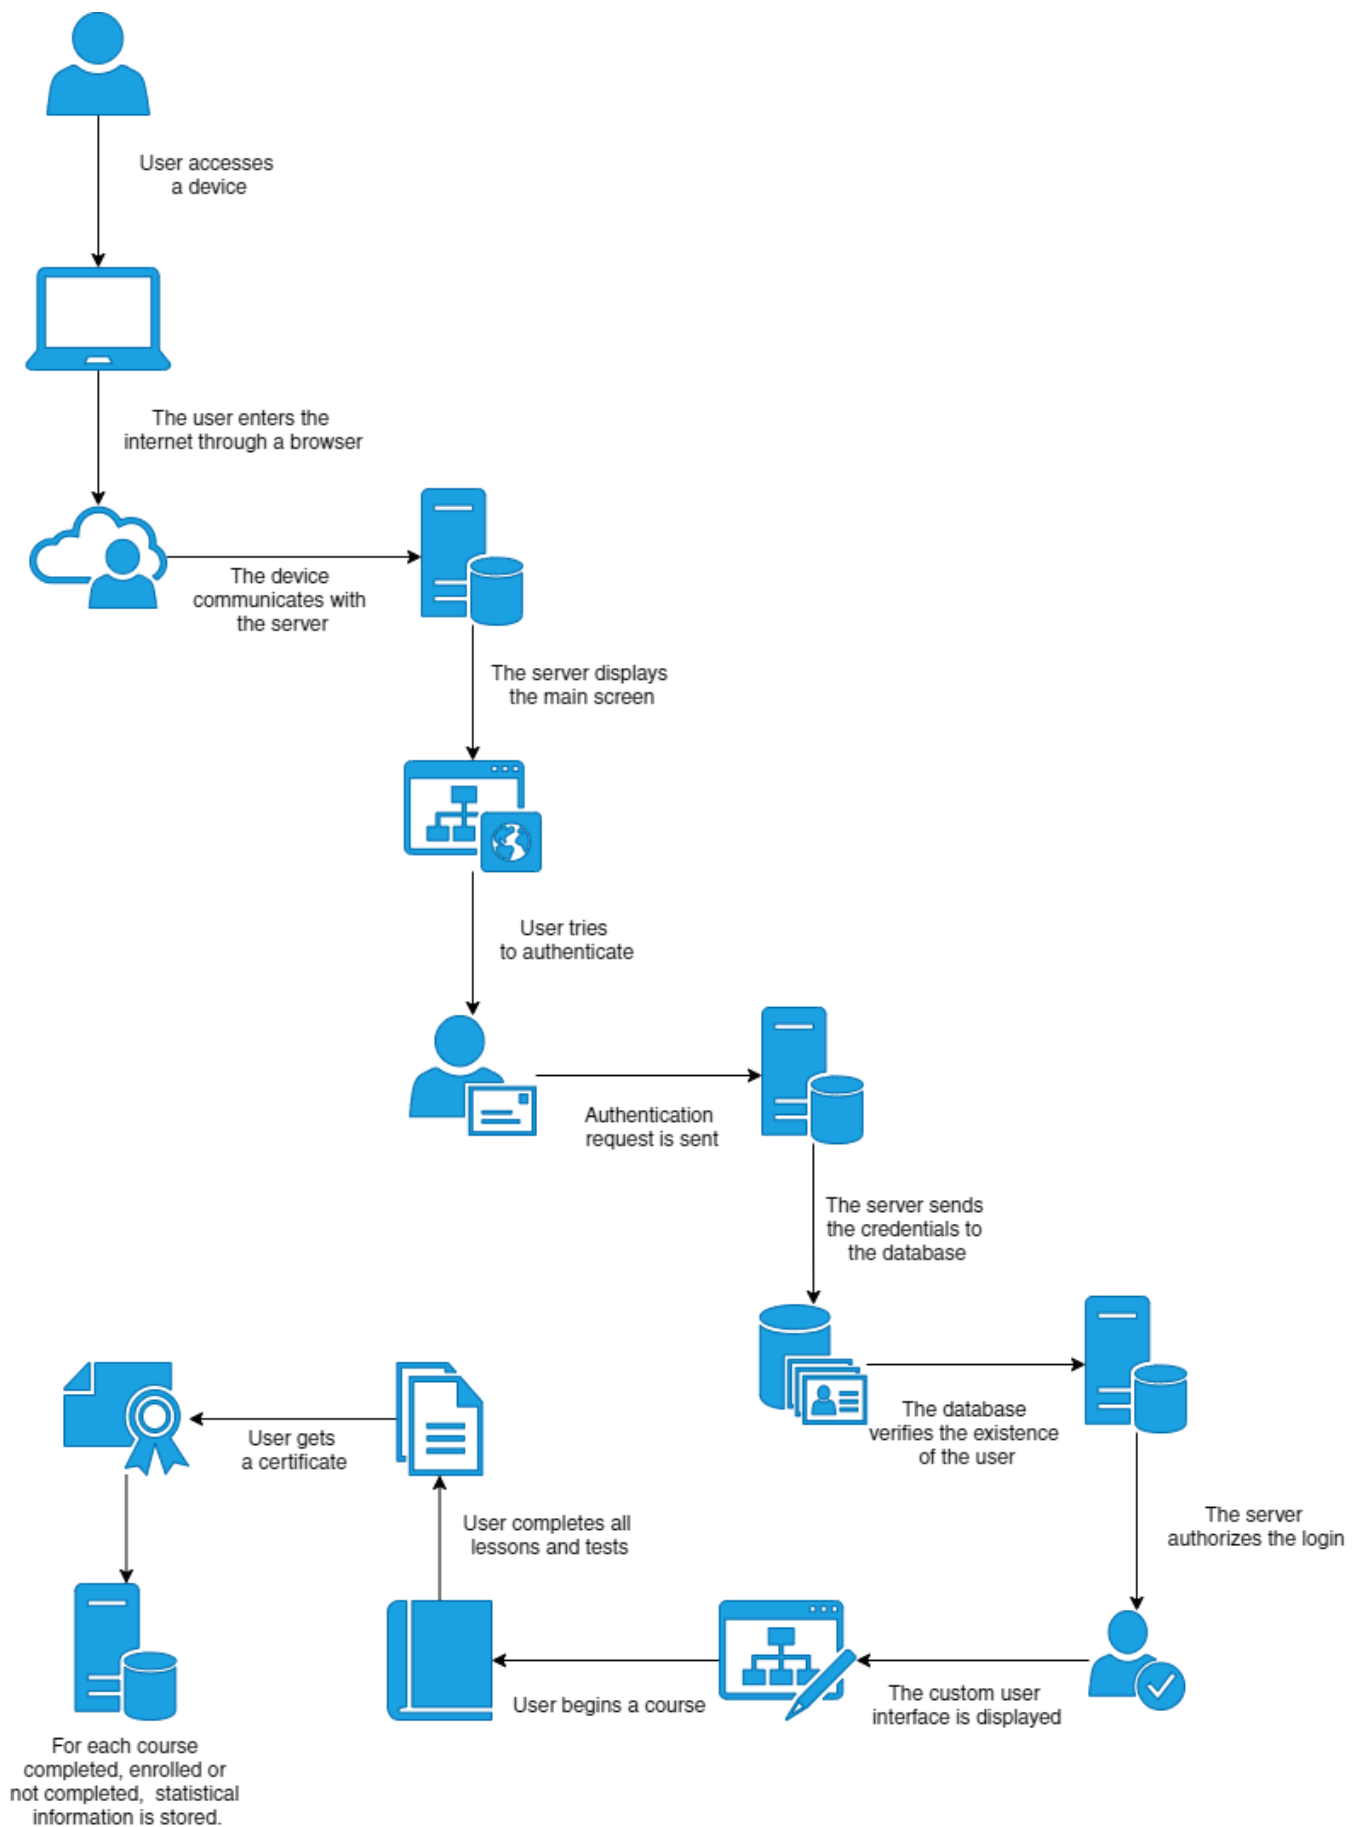 User accesses
a device
The user enters the
internet through a browser
The device
communicates with
the server
The server displays
the main screen
User tries
to authenticate
Authentication
request is sent
The server sends
the credentials to
the database
The database
verifies the existence
of the user
The server
authorizes the login
The custom user
interface is displayed
User begins a course
User completes all
lessons and tests
User gets
a certificate
For each course
completed, enrolled or
not completed,  statistical
information is stored.